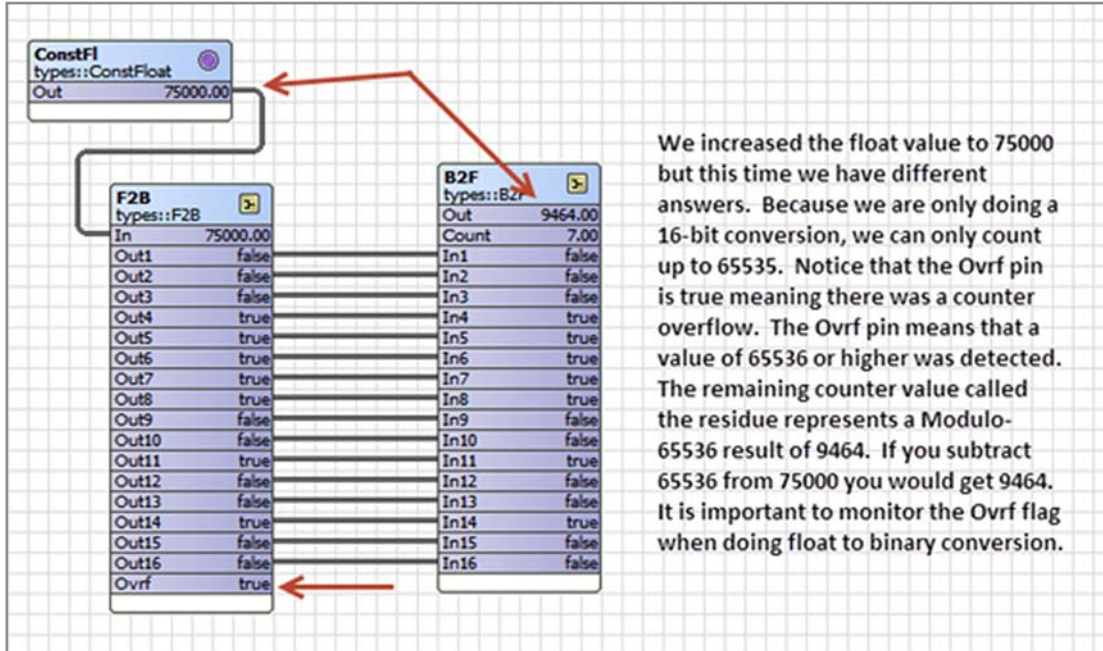 ConstFl
types::ConstFloat
Out 75000.00
F2B
types::F2B
In 75000.00
Out1 false
Out2 false
Out3 false
Out4 true
Out5 true
Out6 true
Out7 true
Out8 true
Out9 false
Out10 false
Out11 true
Out12 false
Out13 false
Out14 true
Out15 false
Out16 false
Ovrf true
B2F
types::B2F
Out 9464.00
Count 7.00
In1 false
In2 false
In3 false
In4 true
In5 true
In6 true
In7 true
In8 true
In9 false
In10 false
In11 true
In12 false
In13 false
In14 true
In15 false
In16 false
We increased the float value to 75000
but this time we have different
answers. Because we are only doing a
16-bit conversion, we can only count
up to 65535. Notice that the Ovrf pin
is true meaning there was a counter
overflow. The Ovrf pin means that a
value of 65536 or higher was detected.
The remaining counter value called
the residue represents a Modulo-
65536 result of 9464. If you subtract
65536 from 75000 you would get 9464.
It is important to monitor the Ovrf flag
when doing float to binary conversion.